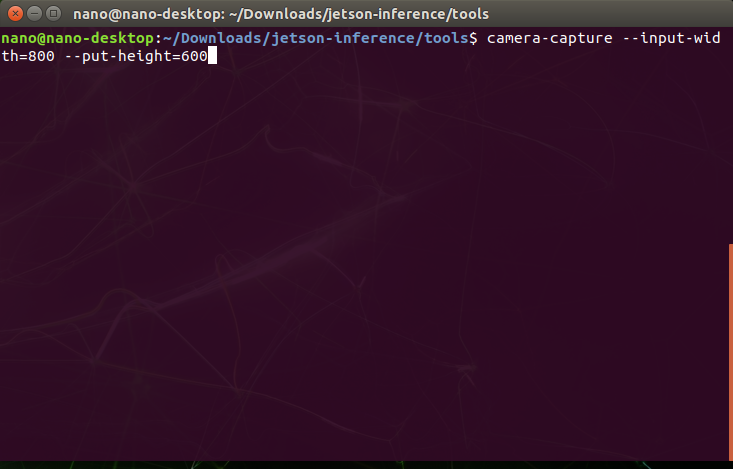 nano@nano-desktop: ~/Downloads/jetson-inference/tools
nano@nano-desktop:~/Downloads/jetson-inference/tools$ camera-capture --input-wid
th=800 --put-height=600